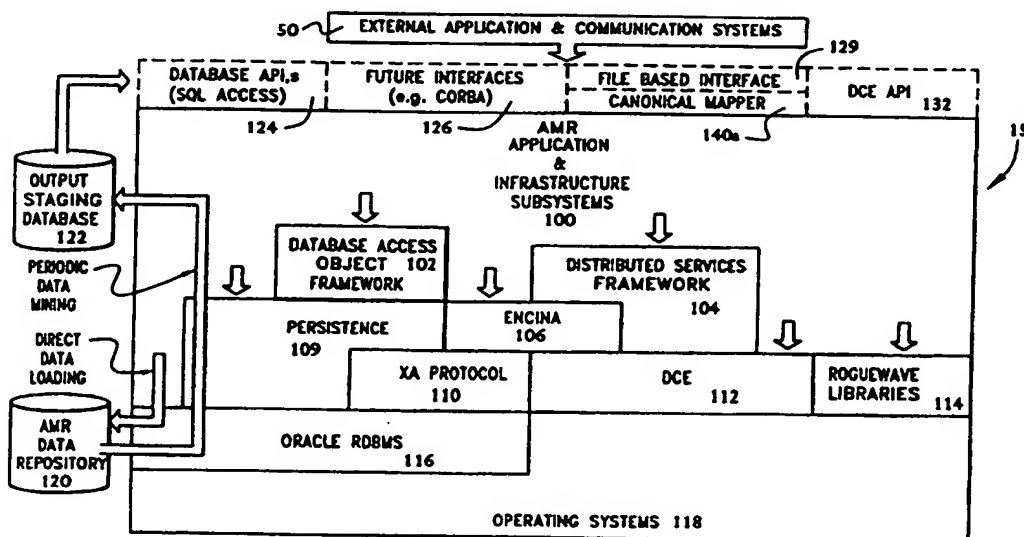 50
EXTERNAL APPLICATION & COMMUNICATION SYSTEMS
129
DATABASE API,s
(SQL ACCESS)
124
FUTURE INTERFACES
(e.g. CORBA)
126
FILE BASED INTERFACE
CANONICAL MAPPER
140a
DCE API
132
15
AMR
APPLICATION
&
INFRASTRUCTURE
SUBSYSTEMS
100
OUTPUT
STAGING
DATABASE
122
PERIODIC
DATA
MINING
DIRECT
DATA
LOADING
AMR
DATA
REPOSITORY
120
DATABASE ACCESS
OBJECT 102
FRAMEWORK
DISTRIBUTED SERVICES
FRAMEWORK
104
PERSISTENCE
109
ENCINA
106
XA PROTOCOL
110
DCE
112
ROGUEWAVE
LIBRARIES
114
ORACLE RDBMS
116
OPERATING SYSTEMS 118